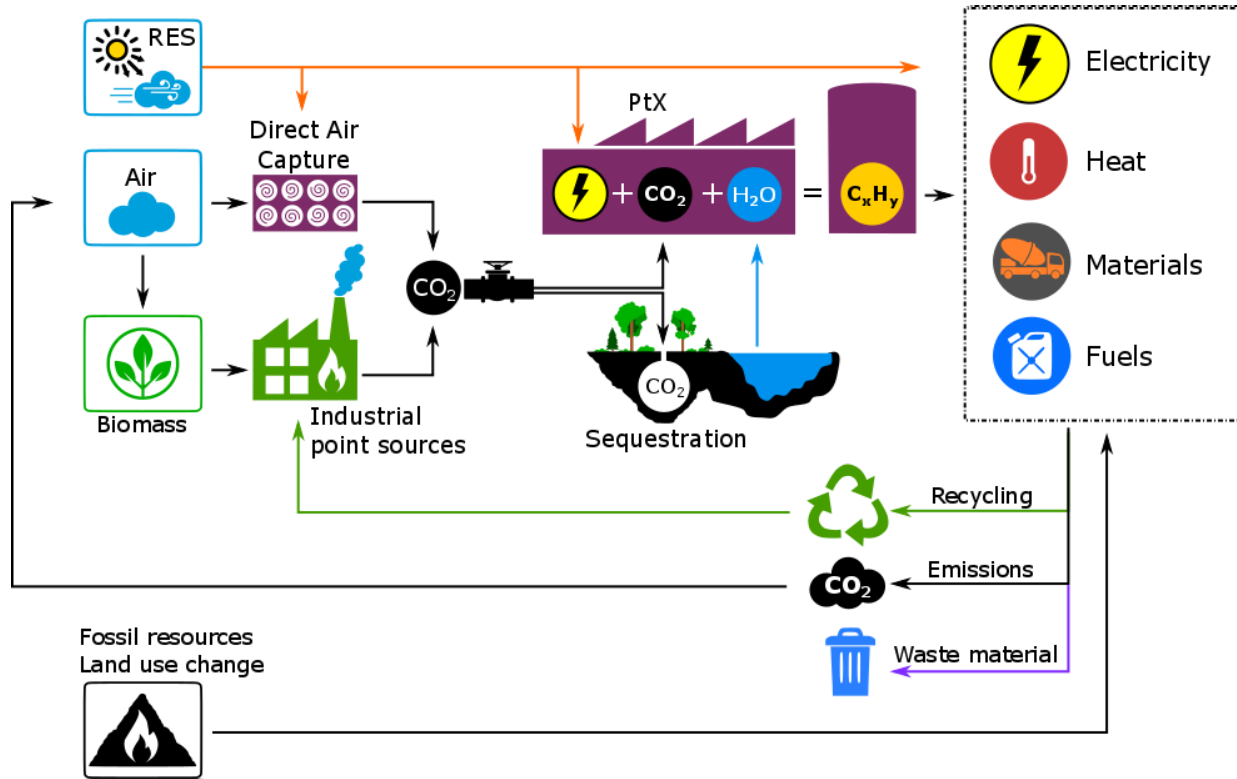 RES
Electricity
PtX
Direct Air
Capture
Air
Heat
+ CO₂ + H₂O = CₓHᵧ
Materials
CO₂
Fuels
CO₂
Biomass
Industrial
point sources
Sequestration
Recycling
Emissions
CO₂
Fossil resources
Land use change
Waste material